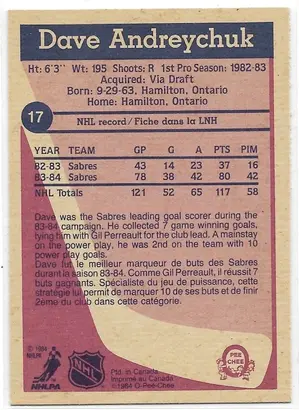 Dave Andreychuk
Ht: 6'3" Wt: 195 Shoots: R 1st Pro Season: 1982-83
Acquired: Via Draft
Born: 9-29-63, Hamilton, Ontario
Home: Hamilton, Ontario
17
NHL record/Fiche dans la LNH
YEAR TEAM GP G A PTS PIM
82-83 Sabres 43 14 23 37 16
83-84 Sabres 78 38 42 80 42
NHL Totals 121 52 65 117 58
Dave was the Sabres leading goal scorer during the
83-84 campaign. He collected 7 game winning goals,
tying him with Gil Perreault for the club lead. A mainstay
on the power play, he was 2nd on the team with 10
power play goals.
Dave fut le meilleur marqueur de buts des Sabres
durant la saison 83-84. Comme Gil Perreault, il réussit 7
buts gagnants. Spécialiste du jeu de puissance, cette
stratégie lui permit de marquer 10 de ses buts et de finir
2ème du club dans cette catégorie.
© 1984
NHLPA
NHLPA
NHL
Ptd. in Canada
Imprimé au Canada
© 1984 O-Pee-Chee
O
PEE
CHEE